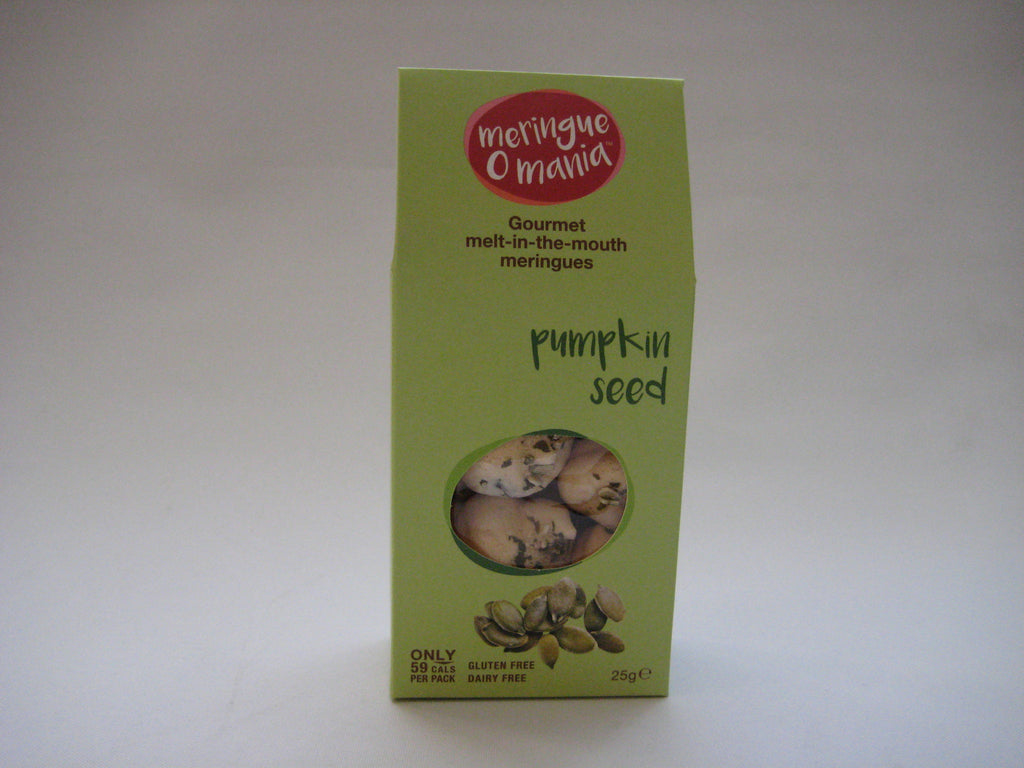 meringue
O mania™
Gourmet
melt-in-the-mouth
meringues
pumpkin
seed
ONLY
59 CALS
PER PACK
GLUTEN FREE
DAIRY FREE
25g℮